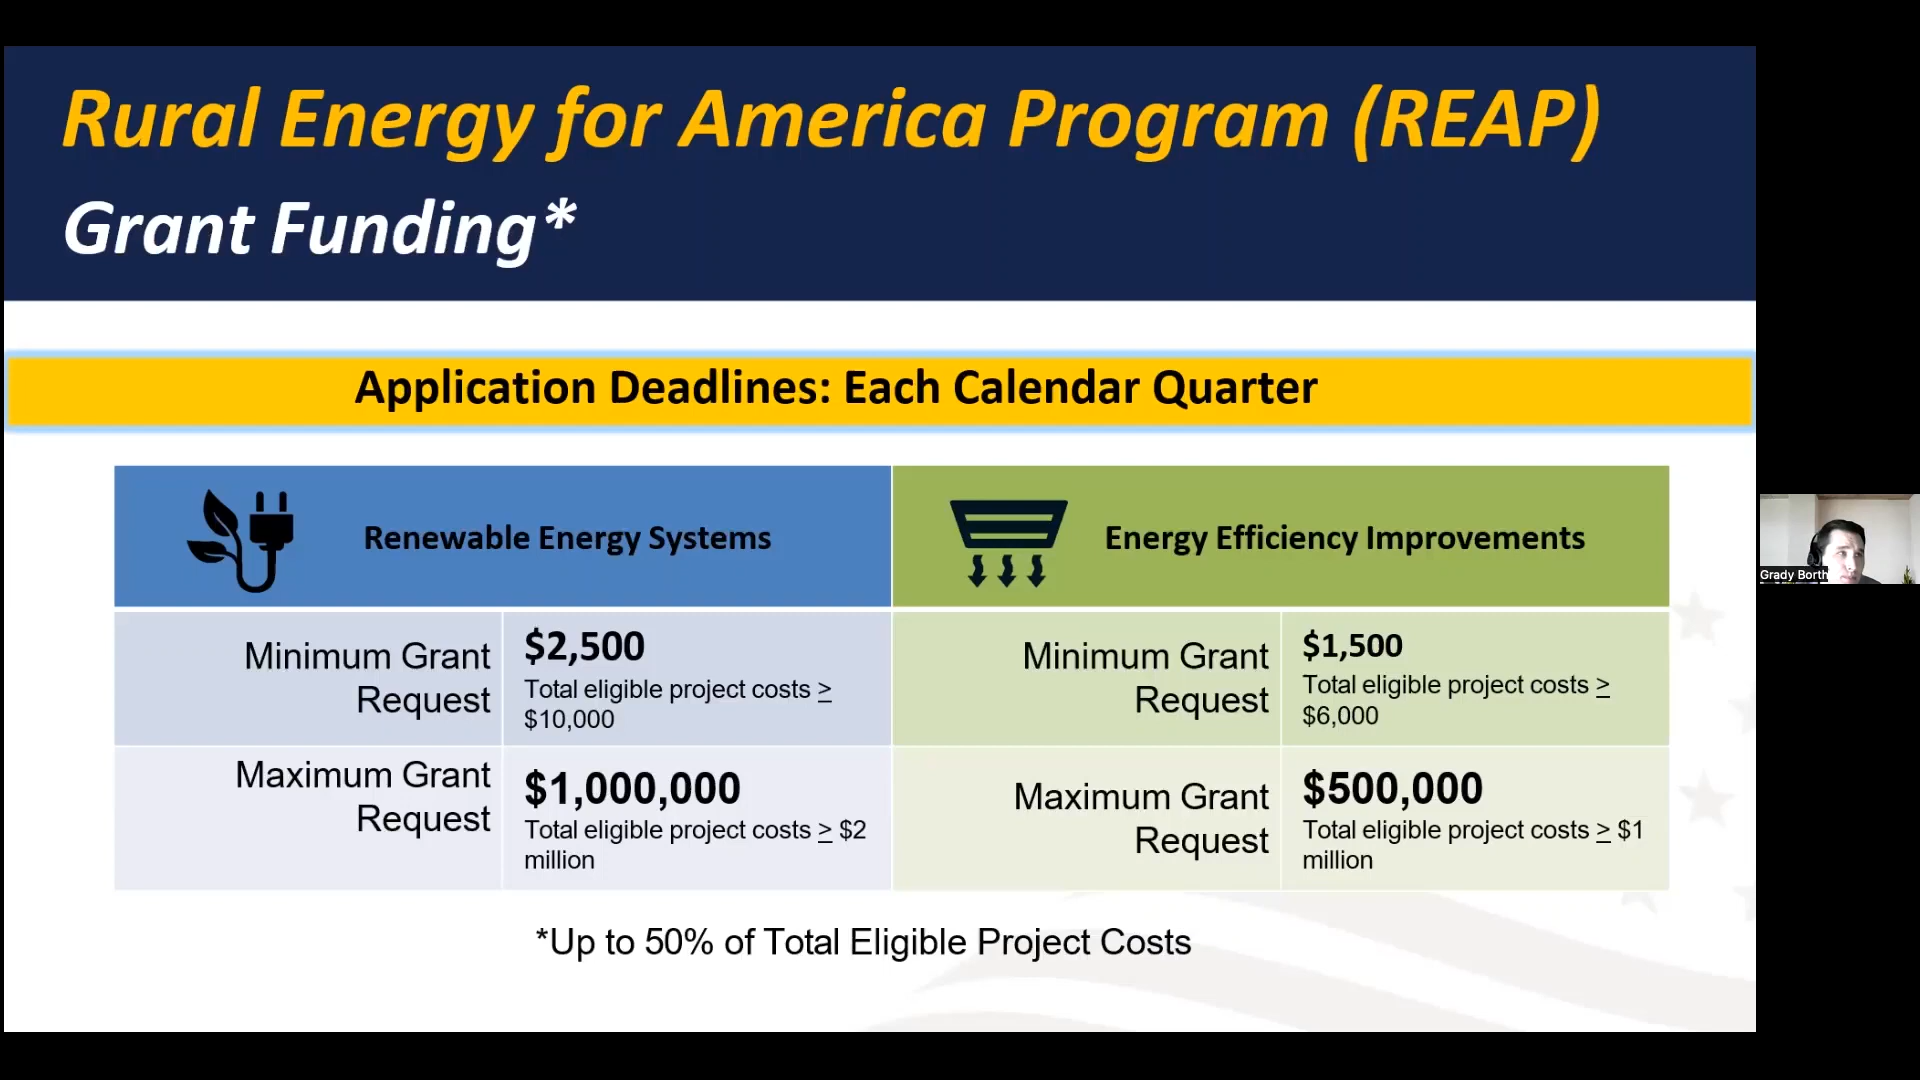 Rural Energy for America Program (REAP)
Grant Funding*
Application Deadlines: Each Calendar Quarter
Renewable Energy Systems
Energy Efficiency Improvements
Minimum Grant
Request
$2,500
Total eligible project costs ≥
$10,000
Minimum Grant
Request
$1,500
Total eligible project costs ≥
$6,000
Maximum Grant
Request
$1,000,000
Total eligible project costs ≥ $2
million
Maximum Grant
Request
$500,000
Total eligible project costs ≥ $1
million
*Up to 50% of Total Eligible Project Costs
Grady Borth